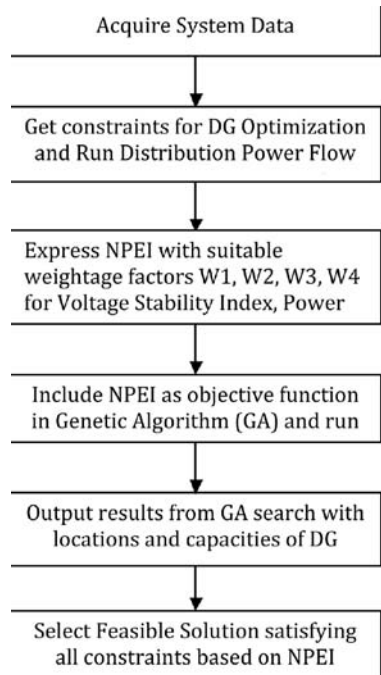 Acquire System Data
Get constraints for DG Optimization
and Run Distribution Power Flow
Express NPEI with suitable
weightage factors W1, W2, W3, W4
for Voltage Stability Index, Power
Include NPEI as objective function
in Genetic Algorithm (GA) and run
Output results from GA search with
locations and capacities of DG
Select Feasible Solution satisfying
all constraints based on NPEI